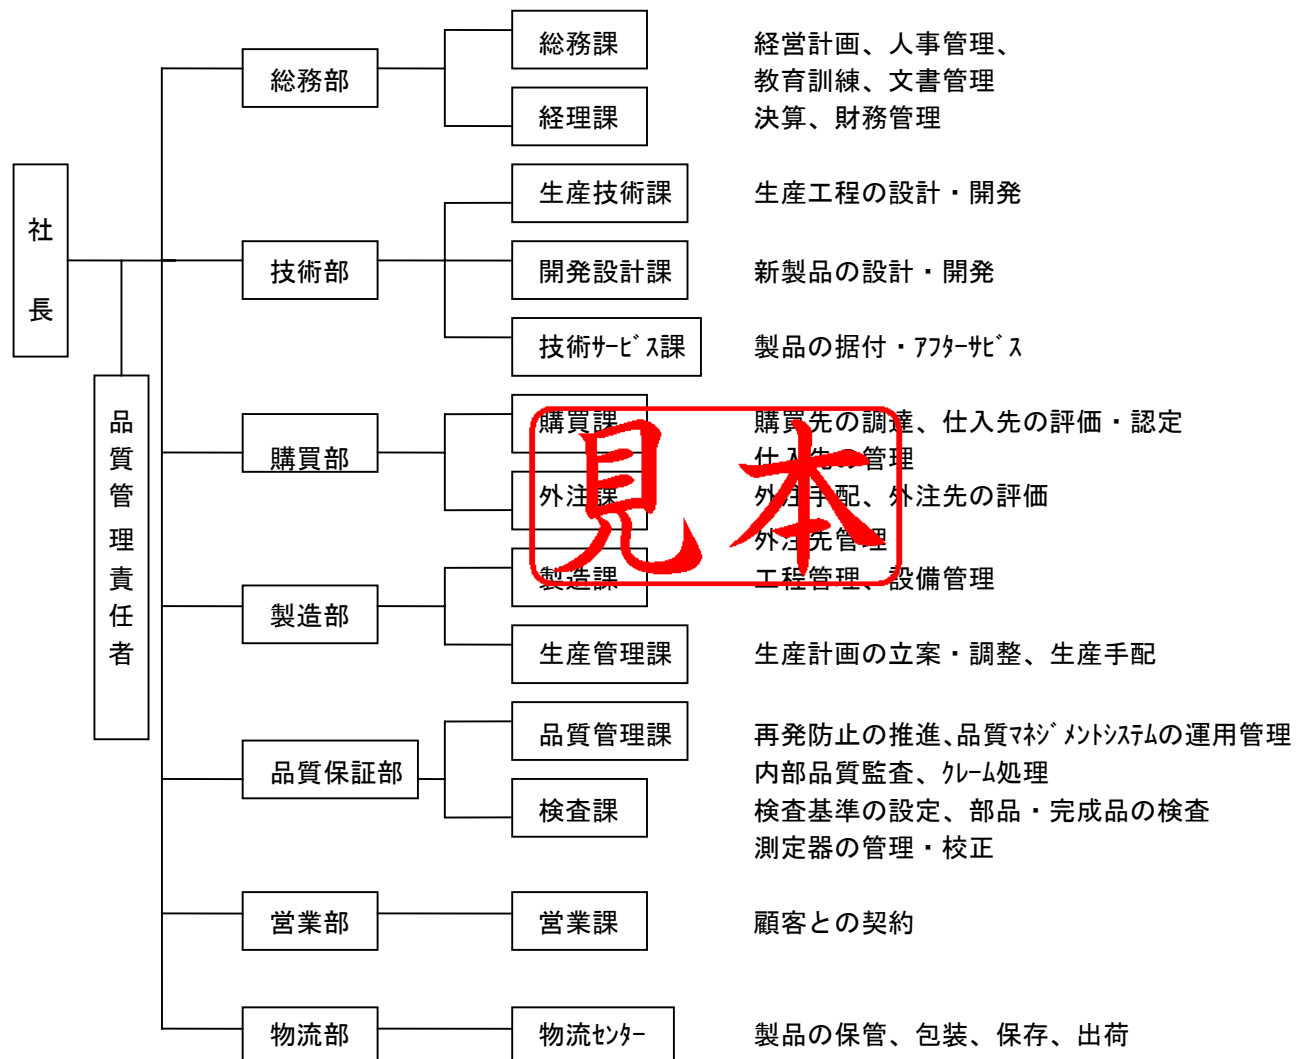 総務課
経営計画、人事管理、
総務部
教育訓練、文書管理
経理課
決算、財務管理
社長
生産技術課
生産工程の設計・開発
技術部
開発設計課
新製品の設計・開発
技術ｻｰﾋﾞｽ課
製品の据付・ｱﾌﾀｰｻﾋﾞｽ
品質管理責任者
購買課
購買先の調達、仕入先の評価・認定
購買部
仕入先の管理
外注課
外注手配、外注先の評価
外注先管理
見本
製造課
工程管理、設備管理
製造部
生産管理課
生産計画の立案・調整、生産手配
品質管理課
再発防止の推進、品質ﾏﾈｼﾞﾒﾝﾄｼｽﾃﾑの運用管理
品質保証部
内部品質監査、ｸﾚｰﾑ処理
検査課
検査基準の設定、部品・完成品の検査
測定器の管理・校正
営業部
営業課
顧客との契約
物流部
物流ｾﾝﾀｰ
製品の保管、包装、保存、出荷